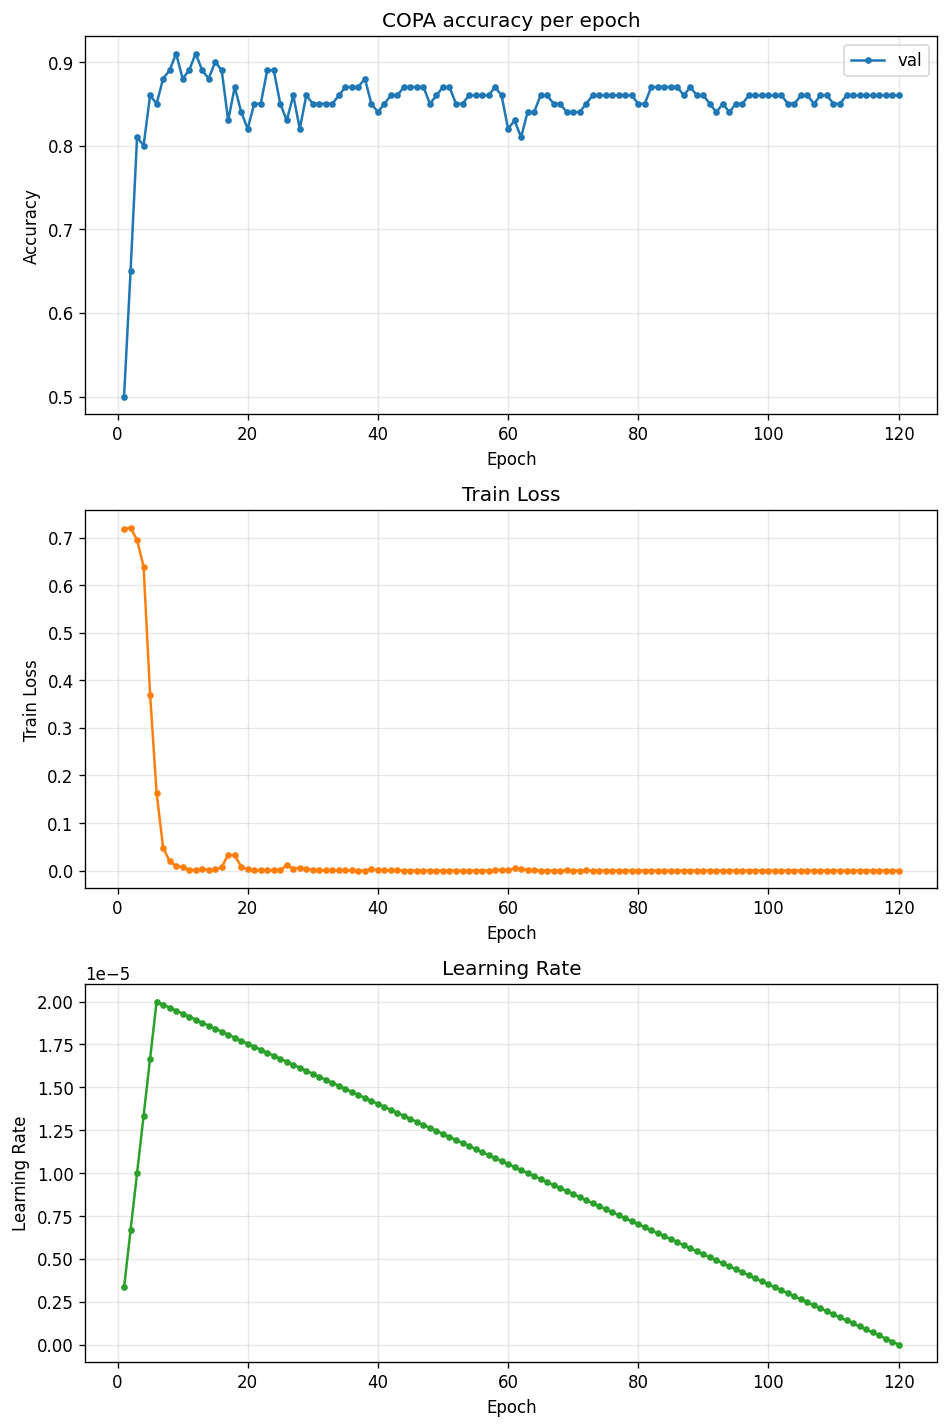 COPA accuracy per epoch
val
0.9
0.8
0.7
0.6
0.5
Accuracy
0 20 40 60 80 100 120
Epoch
Train Loss
0.7
0.6
0.5
0.4
0.3
0.2
0.1
0.0
Train Loss
0 20 40 60 80 100 120
Epoch
Learning Rate
1e−5
2.00
1.75
1.50
1.25
1.00
0.75
0.50
0.25
0.00
Learning Rate
0 20 40 60 80 100 120
Epoch